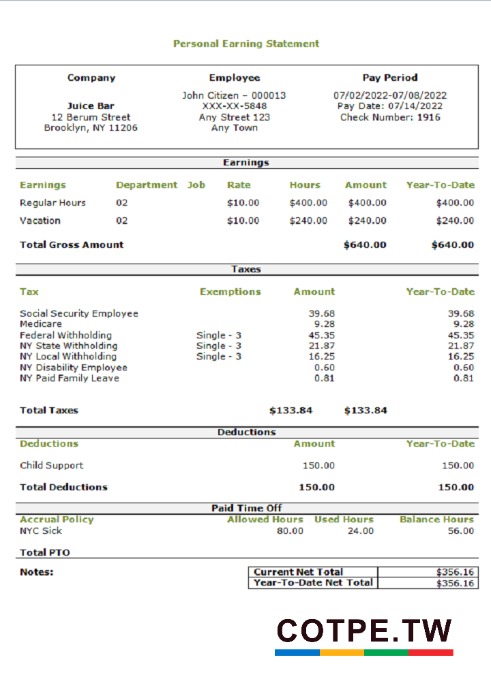 Personal Earning Statement
Company Employee Pay Period
John Citizen - 000013 07/02/2022-07/08/2022
Juice Bar XXX-XX-5848 Pay Date: 07/14/2022
12 Berum Street Any Street 123 Check Number: 1916
Brooklyn, NY 11206 Any Town
Earnings
Earnings Department Job Rate Hours Amount Year-To-Date
Regular Hours 02 $10.00 $400.00 $400.00 $400.00
Vacation 02 $10.00 $240.00 $240.00 $240.00
Total Gross Amount $640.00 $640.00
Taxes
Tax Exemptions Amount Year-To-Date
Social Security Employee 39.68 39.68
Medicare 9.28 9.28
Federal Withholding Single - 3 45.35 45.35
NY State Withholding Single - 3 21.87 21.87
NY Local Withholding Single - 3 16.25 16.25
NY Disability Employee 0.60 0.60
NY Paid Family Leave 0.81 0.81
Total Taxes $133.84 $133.84
Deductions
Deductions Amount Year-To-Date
Child Support 150.00 150.00
Total Deductions 150.00 150.00
Paid Time Off
Accrual Policy Allowed Hours Used Hours Balance Hours
NYC Sick 80.00 24.00 56.00
Total PTO
Notes: Current Net Total $356.16
Year-To-Date Net Total $356.16
COTPE.TW